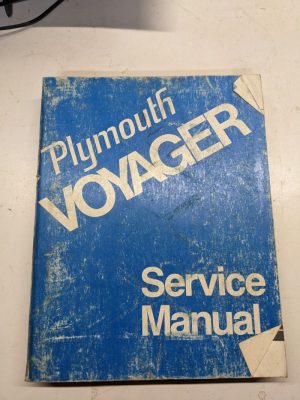 Plymouth
VOYAGER
Service
Manual